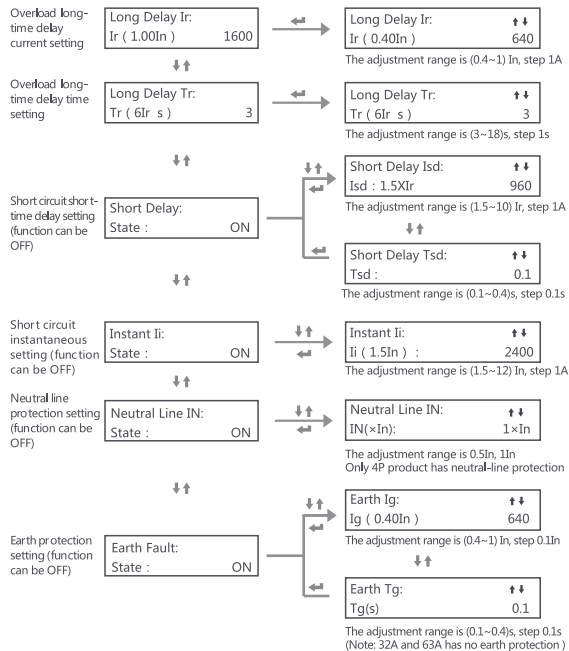 Overload long-
time delay
current setting
Long Delay Ir:
Ir ( 1.00In ) 1600
Long Delay Ir:
Ir ( 0.40In ) 640
The adjustment range is (0.4~1) In, step 1A
Overload long-
time delay time
setting
Long Delay Tr:
Tr ( 6Ir s ) 3
Long Delay Tr:
Tr ( 6Ir s ) 3
The adjustment range is (3~18)s, step 1s
Short circuit short-
time delay setting
(function can be
OFF)
Short Delay:
State : ON
Short Delay Isd:
Isd : 1.5XIr 960
The adjustment range is (1.5~10) Ir, step 1A
Short Delay Tsd:
Tsd : 0.1
The adjustment range is (0.1~0.4)s, step 0.1s
Short circuit
instantaneous
setting (function
can be OFF)
Instant Ii:
State : ON
Instant Ii:
Ii ( 1.5In ) : 2400
The adjustment range is (1.5~12) In, step 1A
Neutral line
protection setting
(function can be
OFF)
Neutral Line IN:
State : ON
Neutral Line IN:
IN(×In): 1×In
The adjustment range is 0.5In, 1In
Only 4P product has neutral-line protection
Earth protection
setting (function
can be OFF)
Earth Fault:
State : ON
Earth Ig:
Ig ( 0.40In ) 640
The adjustment range is (0.4~1) In, step 0.1In
Earth Tg:
Tg(s) 0.1
The adjustment range is (0.1~0.4)s, step 0.1s
(Note: 32A and 63A has no earth protection )